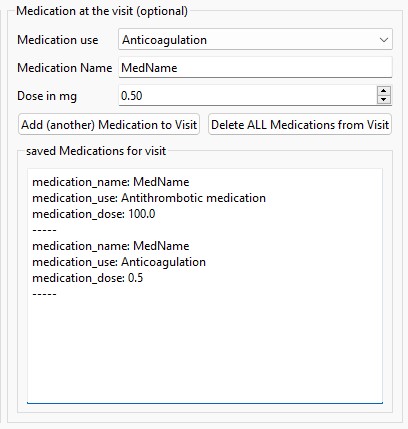 Medication at the visit (optional)
Medication use Anticoagulation
Medication Name MedName
Dose in mg 0.50
Add (another) Medication to Visit Delete ALL Medications from Visit
saved Medications for visit
medication_name: MedName
medication_use: Antithrombotic medication
medication_dose: 100.0
-----
medication_name: MedName
medication_use: Anticoagulation
medication_dose: 0.5
-----